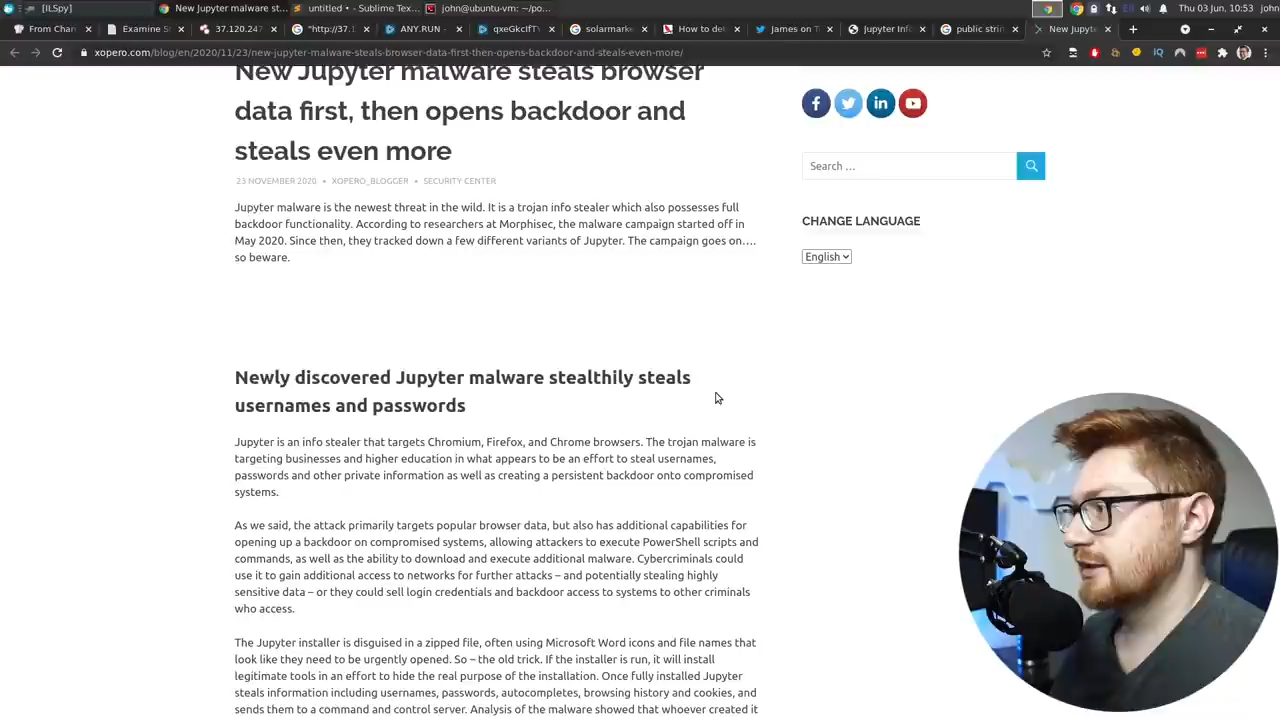 [ILSpy]
New Jupyter malware st...
untitled • - Sublime Tex...
john@ubuntu-vm: ~/po...
Thu 03 Jun, 10:53 john
From Chan
Examine S
37.120.247
"http://37.1
ANY.RUN -
qxeGkcIfTV
solarmarke
How to det
James on T
Jupyter Info
public strin
New Jupyte
xopero.com/blog/en/2020/11/23/new-jupyter-malware-steals-browser-data-first-then-opens-backdoor-and-steals-even-more/
New Jupyter malware steals browser
data first, then opens backdoor and
steals even more
23 NOVEMBER 2020 • XOPERO_BLOGGER • SECURITY CENTER
Jupyter malware is the newest threat in the wild. It is a trojan info stealer which also possesses full
backdoor functionality. According to researchers at Morphisec, the malware campaign started off in
May 2020. Since then, they tracked down a few different variants of Jupyter. The campaign goes on….
so beware.
Newly discovered Jupyter malware stealthily steals
usernames and passwords
Jupyter is an info stealer that targets Chromium, Firefox, and Chrome browsers. The trojan malware is
targeting businesses and higher education in what appears to be an effort to steal usernames,
passwords and other private information as well as creating a persistent backdoor onto compromised
systems.
As we said, the attack primarily targets popular browser data, but also has additional capabilities for
opening up a backdoor on compromised systems, allowing attackers to execute PowerShell scripts and
commands, as well as the ability to download and execute additional malware. Cybercriminals could
use it to gain additional access to networks for further attacks – and potentially stealing highly
sensitive data – or they could sell login credentials and backdoor access to systems to other criminals
who access.
The Jupyter installer is disguised in a zipped file, often using Microsoft Word icons and file names that
look like they need to be urgently opened. So – the old trick. If the installer is run, it will install
legitimate tools in an effort to hide the real purpose of the installation. Once fully installed Jupyter
steals information including usernames, passwords, autocompletes, browsing history and cookies, and
sends them to a command and control server. Analysis of the malware showed that whoever created it
Search …
CHANGE LANGUAGE
English